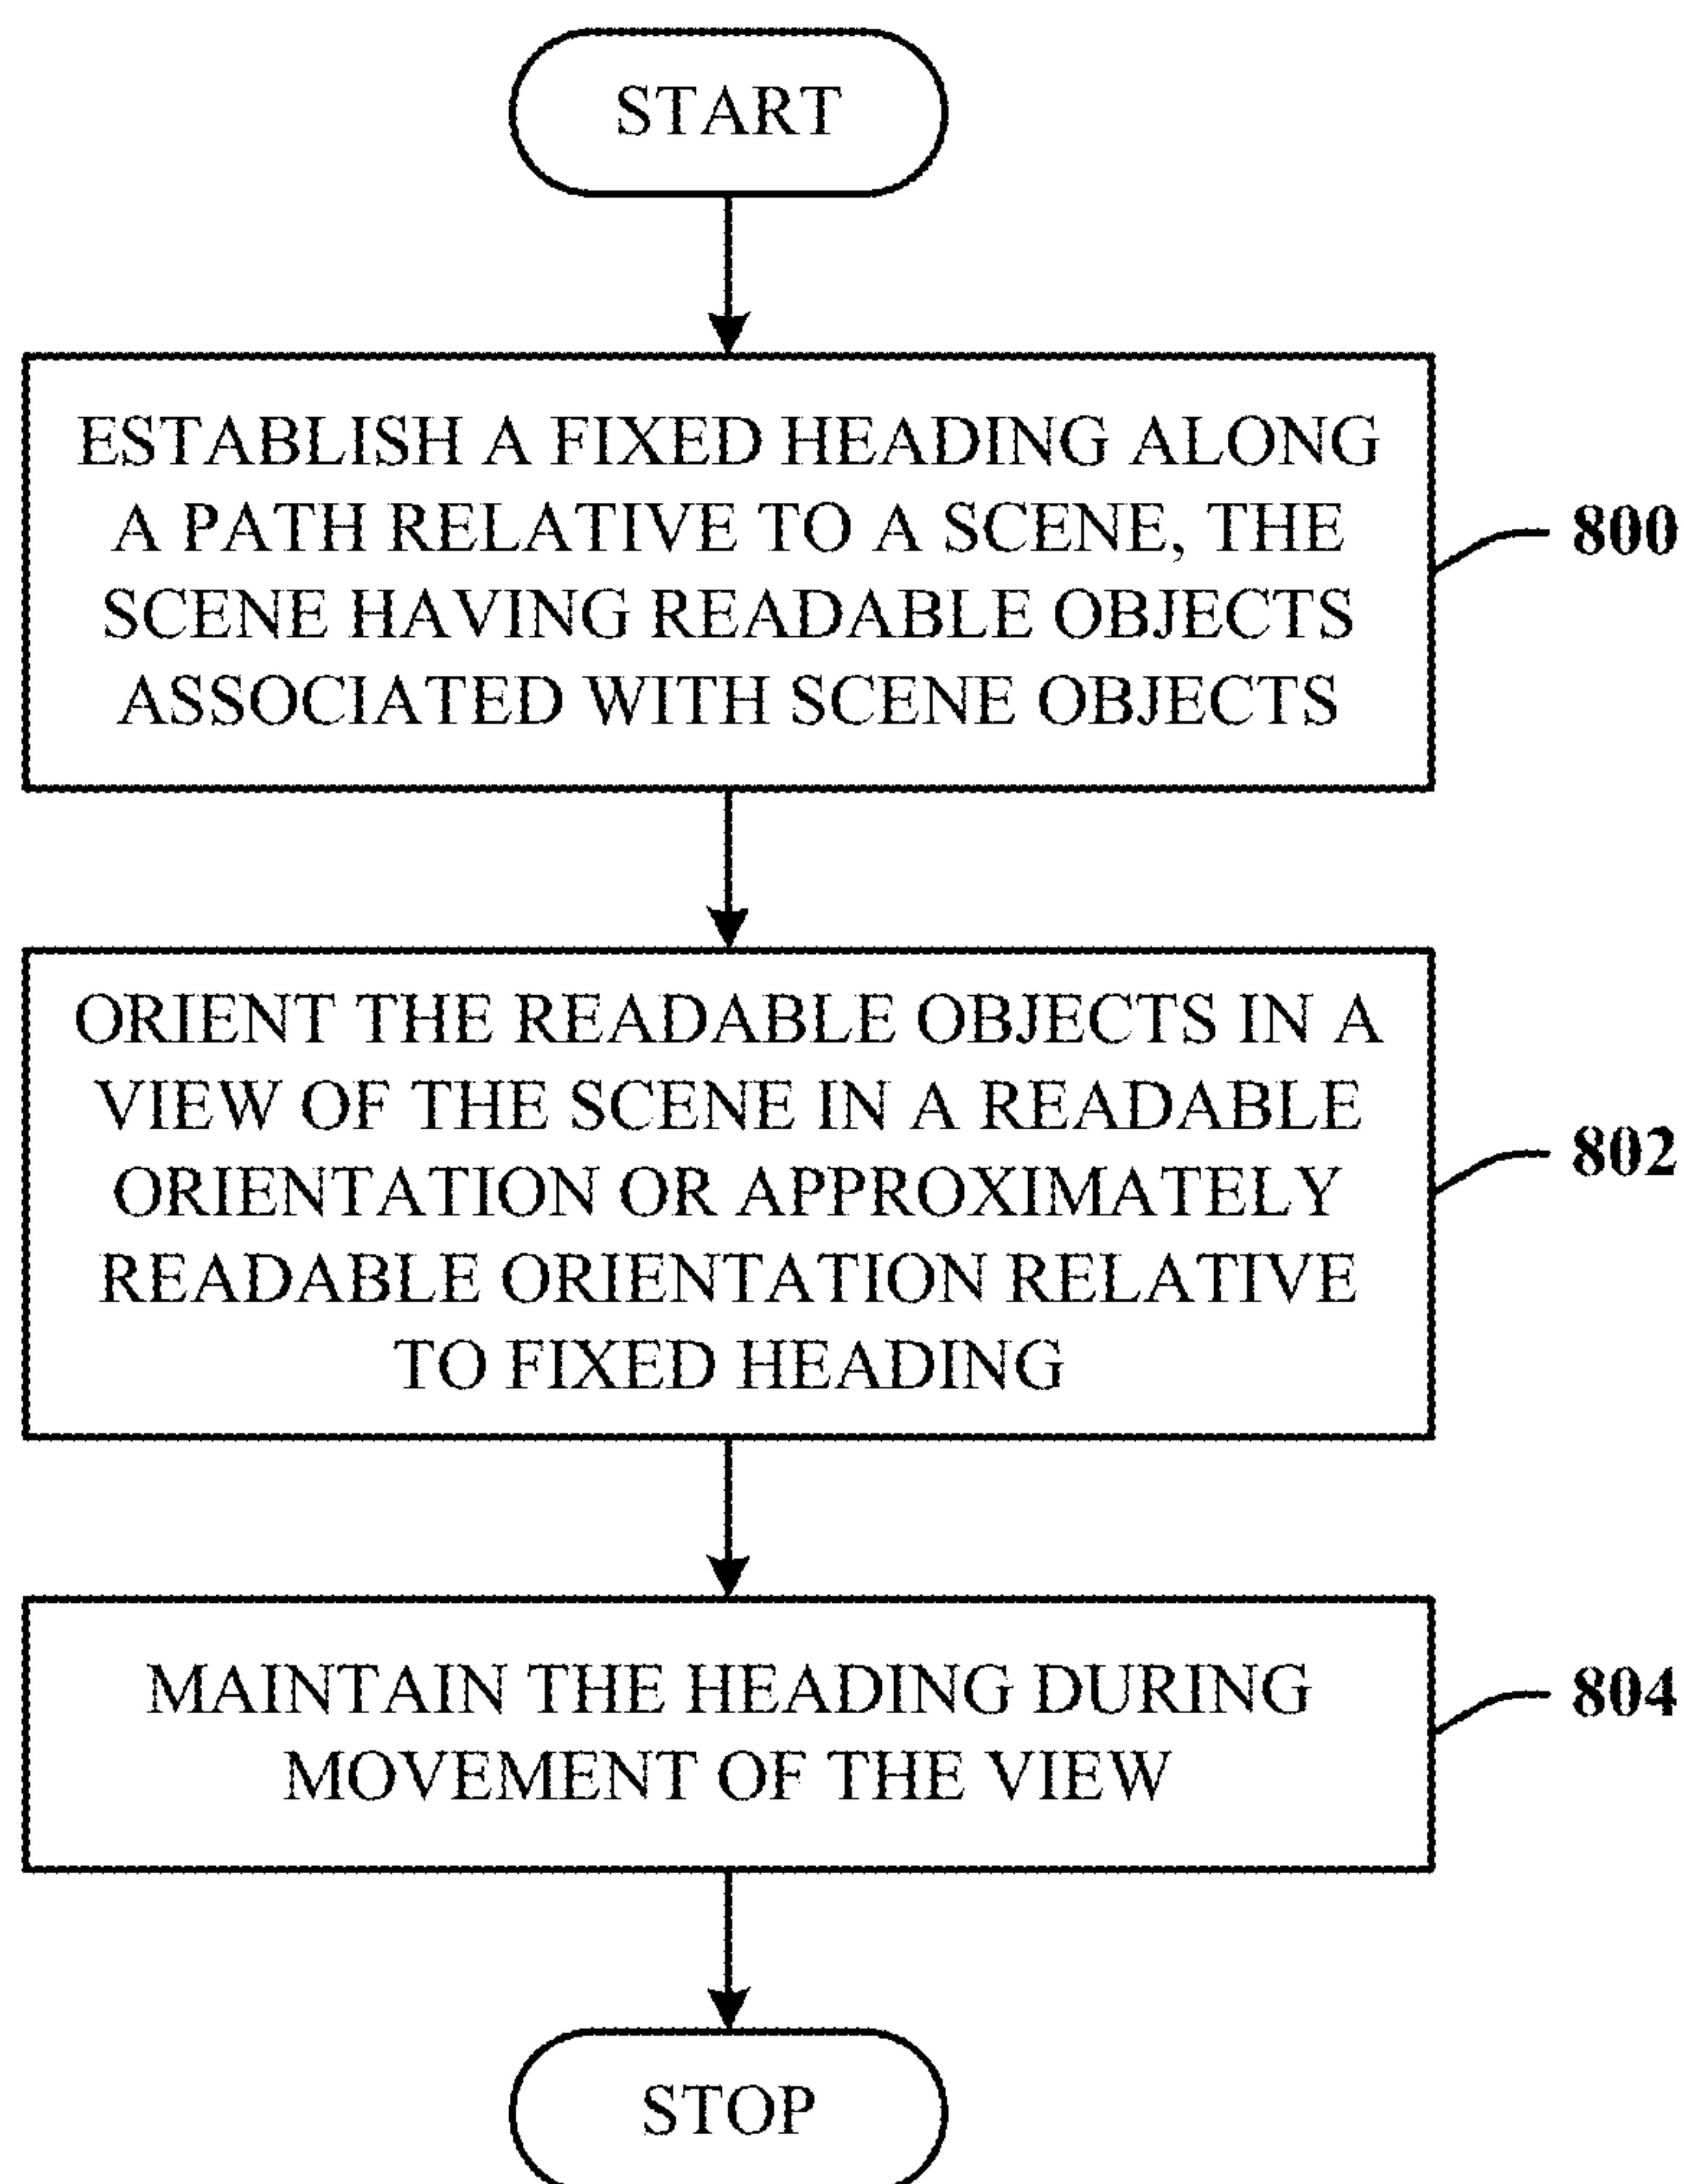 START
ESTABLISH A FIXED HEADING ALONG
A PATH RELATIVE TO A SCENE, THE
SCENE HAVING READABLE OBJECTS
ASSOCIATED WITH SCENE OBJECTS
800
ORIENT THE READABLE OBJECTS IN A
VIEW OF THE SCENE IN A READABLE
ORIENTATION OR APPROXIMATELY
READABLE ORIENTATION RELATIVE
TO FIXED HEADING
802
MAINTAIN THE HEADING DURING
MOVEMENT OF THE VIEW
804
STOP